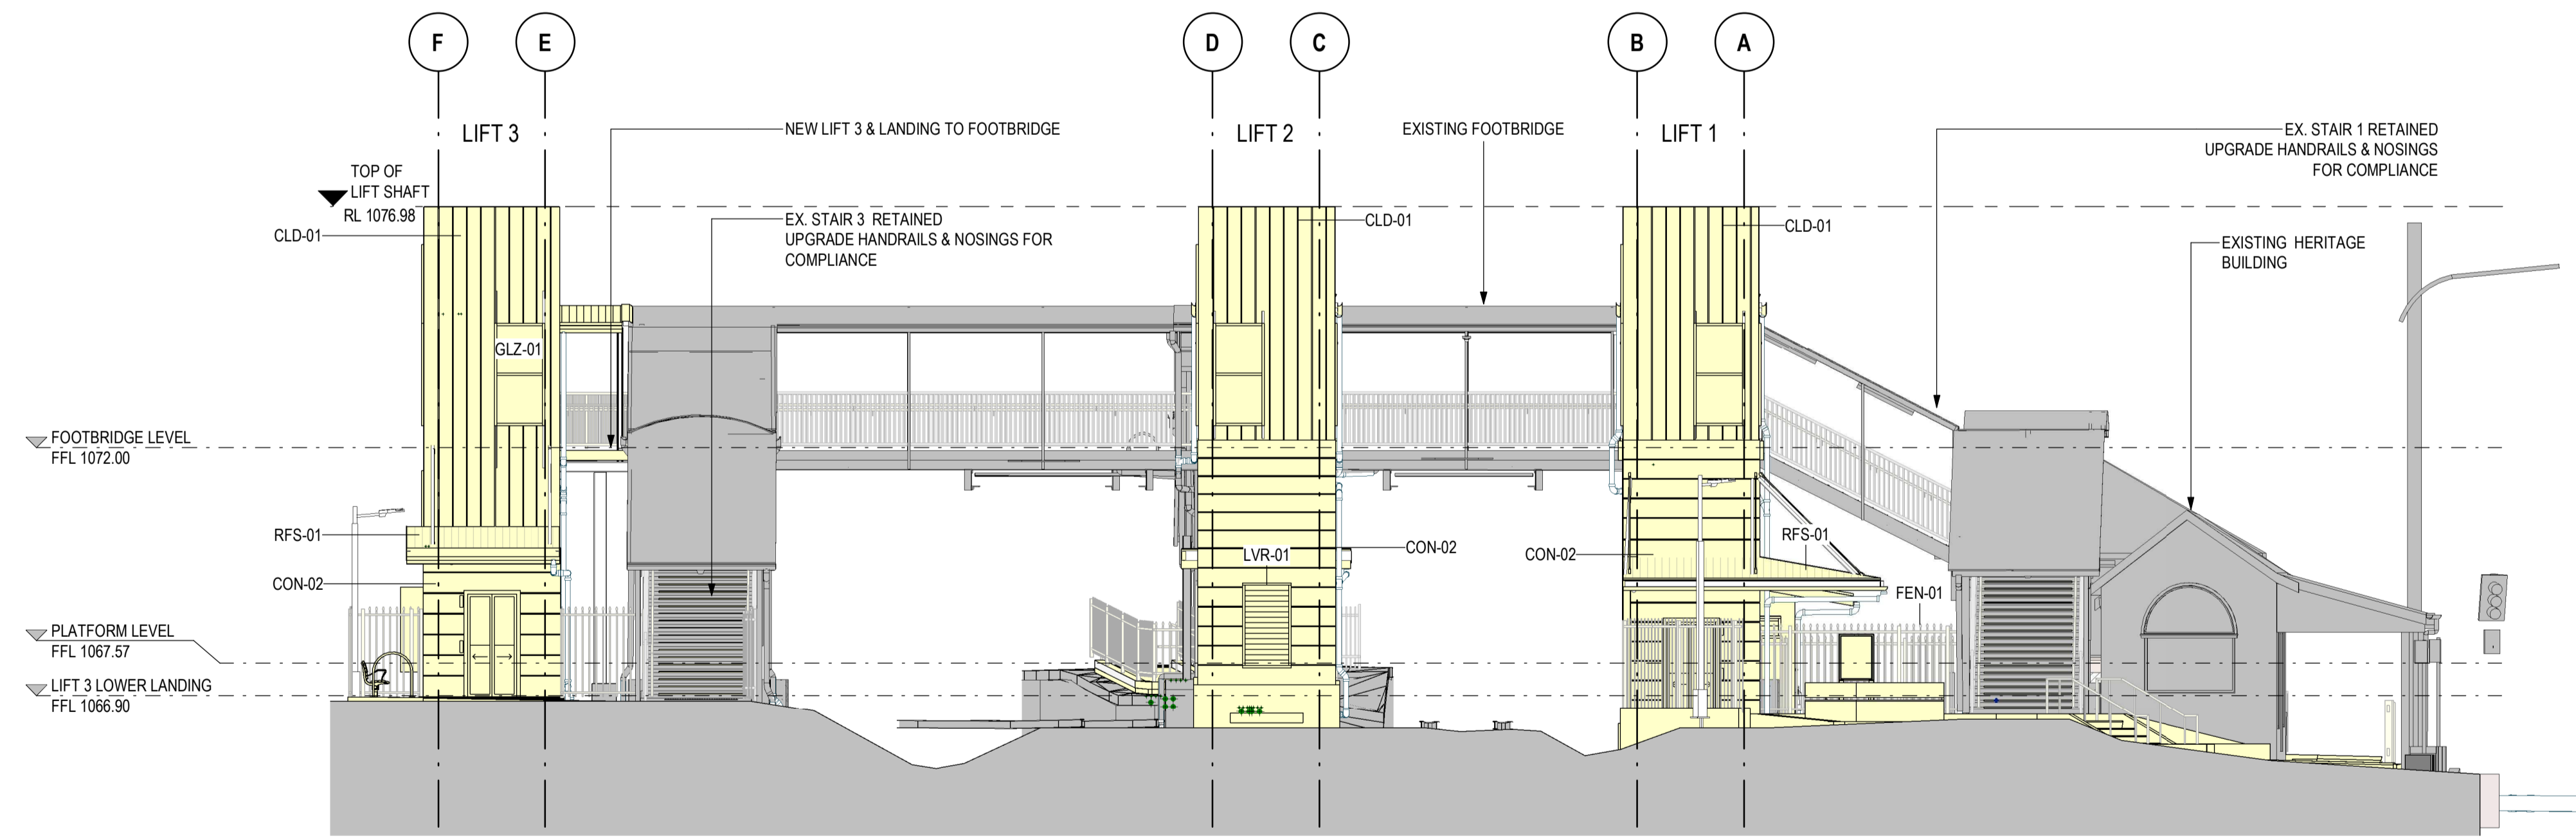 F
E
D
C
B
A
LIFT 3
NEW LIFT 3 & LANDING TO FOOTBRIDGE
LIFT 2
EXISTING FOOTBRIDGE
LIFT 1
EX. STAIR 1 RETAINED
UPGRADE HANDRAILS & NOSINGS
FOR COMPLIANCE
TOP OF
LIFT SHAFT
RL 1076.98
CLD-01
EX. STAIR 3 RETAINED
UPGRADE HANDRAILS & NOSINGS FOR
COMPLIANCE
CLD-01
CLD-01
EXISTING HERITAGE
BUILDING
GLZ-01
FOOTBRIDGE LEVEL
FFL 1072.00
RFS-01
CON-02
LVR-01
CON-02
CON-02
RFS-01
FEN-01
PLATFORM LEVEL
FFL 1067.57
LIFT 3 LOWER LANDING
FFL 1066.90